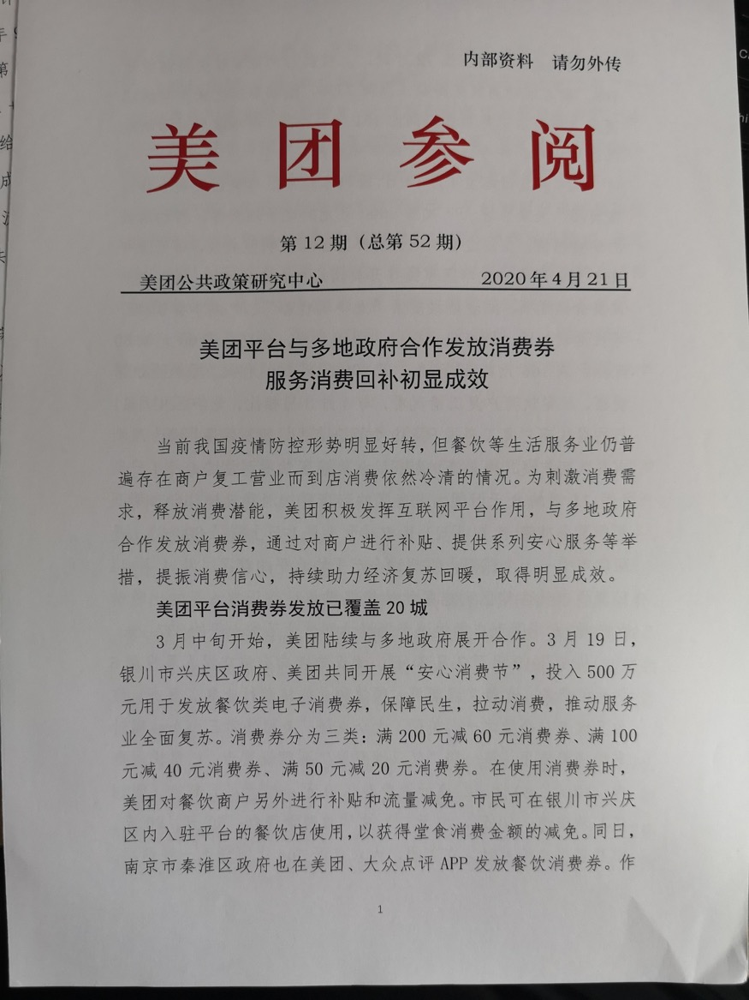 内部资料　请勿外传
美团参阅
第 12 期（总第 52 期）
美团公共政策研究中心　2020 年 4 月 21 日
美团平台与多地政府合作发放消费券
服务消费回补初显成效
当前我国疫情防控形势明显好转，但餐饮等生活服务业仍普
遍存在商户复工营业而到店消费依然冷清的情况。为刺激消费需
求，释放消费潜能，美团积极发挥互联网平台作用，与多地政府
合作发放消费券，通过对商户进行补贴、提供系列安心服务等举
措，提振消费信心，持续助力经济复苏回暖，取得明显成效。
美团平台消费券发放已覆盖 20 城
3 月中旬开始，美团陆续与多地政府展开合作。3 月 19 日，
银川市兴庆区政府、美团共同开展“安心消费节”，投入 500 万
元用于发放餐饮类电子消费券，保障民生，拉动消费，推动服务
业全面复苏。消费券分为三类：满 200 元减 60 元消费券、满 100
元减 40 元消费券、满 50 元减 20 元消费券。在使用消费券时，
美团对餐饮商户另外进行补贴和流量减免。市民可在银川市兴庆
区内入驻平台的餐饮店使用，以获得堂食消费金额的减免。同日，
南京市秦淮区政府也在美团、大众点评 APP 发放餐饮消费券。作
1